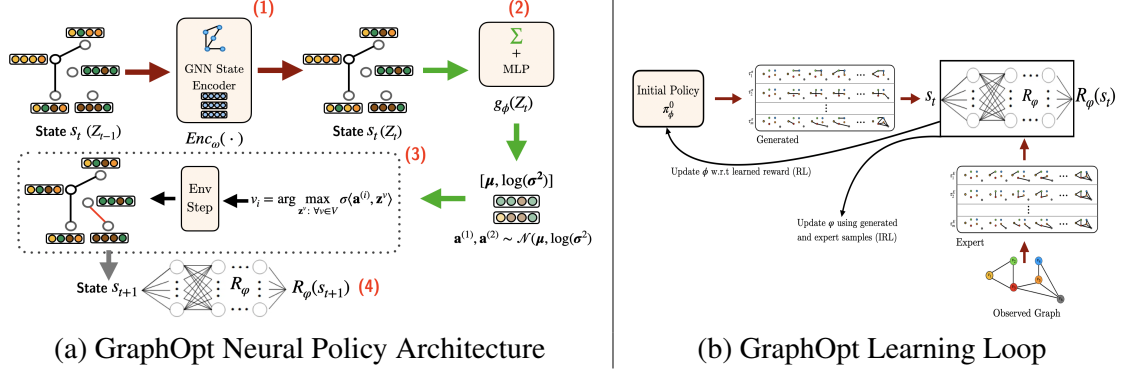 (1)
(2)
GNN State
Encoder
Σ
+
MLP
State s_t (Z_{t−1})
Enc_ω( · )
State s_t (Z_t)
g_ϕ(Z_t)
(3)
Env
Step
v_i = arg max_{z^v: ∀v∈V} σ⟨a^{(i)}, z^v⟩
[μ, log(σ²)]
a^{(1)}, a^{(2)} ∼ 𝒩(μ, log(σ²)
State s_{t+1}
R_φ
R_φ(s_{t+1})
(4)
(a) GraphOpt Neural Policy Architecture
Initial Policy
π_ϕ^0
Generated
s_t
R_φ
R_φ(s_t)
Update ϕ w.r.t learned reward (RL)
Update φ using generated
and expert samples (IRL)
Expert
Observed Graph
(b) GraphOpt Learning Loop